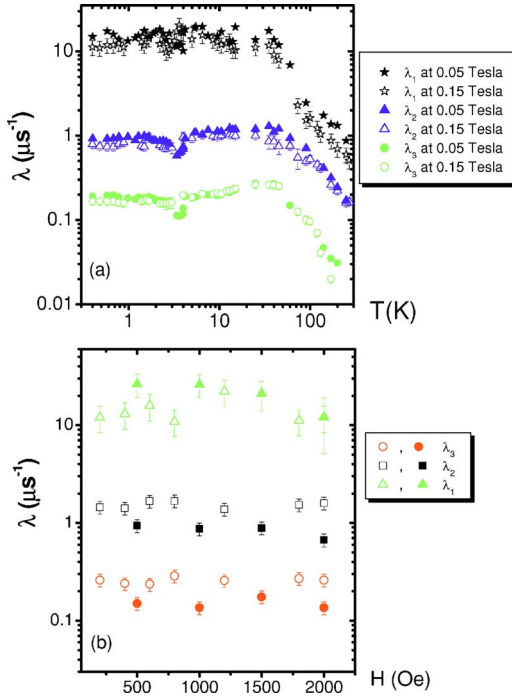 10
1
0.1
0.01
λ (μs⁻¹)
(a)
1
10
100
T(K)
λ₁ at 0.05 Tesla
λ₁ at 0.15 Tesla
λ₂ at 0.05 Tesla
λ₂ at 0.15 Tesla
λ₃ at 0.05 Tesla
λ₃ at 0.15 Tesla
10
1
0.1
λ (μs⁻¹)
(b)
500
1000
1500
2000
H (Oe)
, λ₃
, λ₂
, λ₁